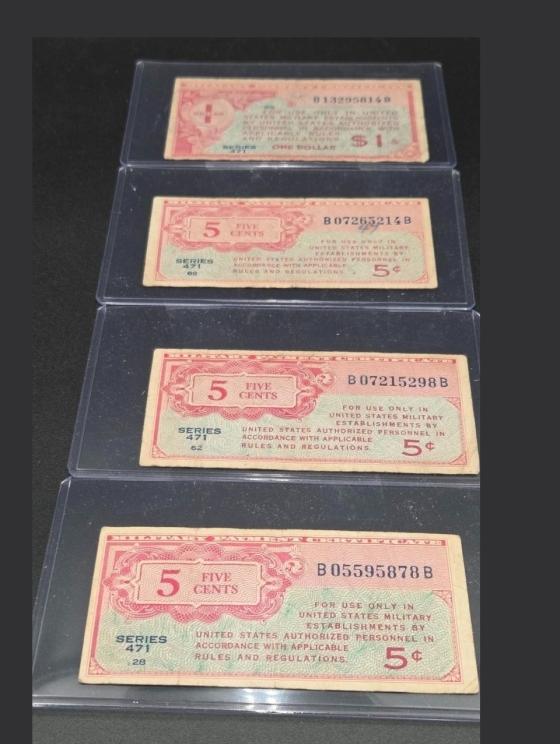 B13295814B
FOR USE ONLY IN UNITED
STATES MILITARY ESTABLISHMENTS
BY UNITED STATES AUTHORIZED
PERSONNEL IN ACCORDANCE WITH
APPLICABLE RULES
AND REGULATIONS.
SERIES
471
ONE DOLLAR
$1
B07265214B
5 FIVE
CENTS
FOR USE ONLY IN
UNITED STATES MILITARY
ESTABLISHMENTS BY
SERIES
471
UNITED STATES AUTHORIZED PERSONNEL IN
ACCORDANCE WITH APPLICABLE
RULES AND REGULATIONS.
5¢
MILITARY PAYMENT CERTIFICATE
B07215298B
5 FIVE
CENTS
FOR USE ONLY IN
UNITED STATES MILITARY
ESTABLISHMENTS BY
SERIES
471
62
UNITED STATES AUTHORIZED PERSONNEL IN
ACCORDANCE WITH APPLICABLE
RULES AND REGULATIONS.
5¢
MILITARY PAYMENT CERTIFICATE
B05595878B
5 FIVE
CENTS
FOR USE ONLY IN
UNITED STATES MILITARY
ESTABLISHMENTS BY
SERIES
471
28
UNITED STATES AUTHORIZED PERSONNEL IN
ACCORDANCE WITH APPLICABLE
RULES AND REGULATIONS.
5¢